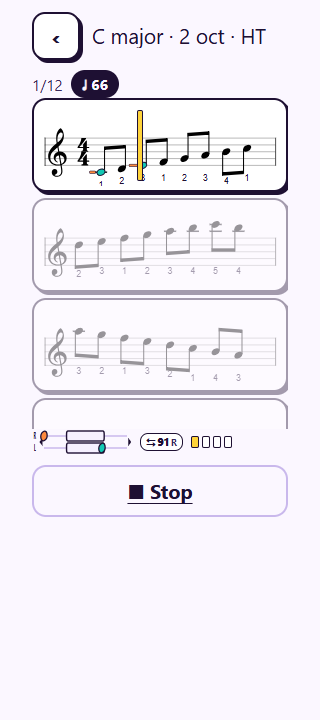 ‹ C major · 2 oct · HT
1/12 ♩66
4
4
1 2 3 1 2 3 4 1
2 3 1 2 3 4 5 4
3 2 1 3 2 1 4 3
⇆ 91 R
■ Stop